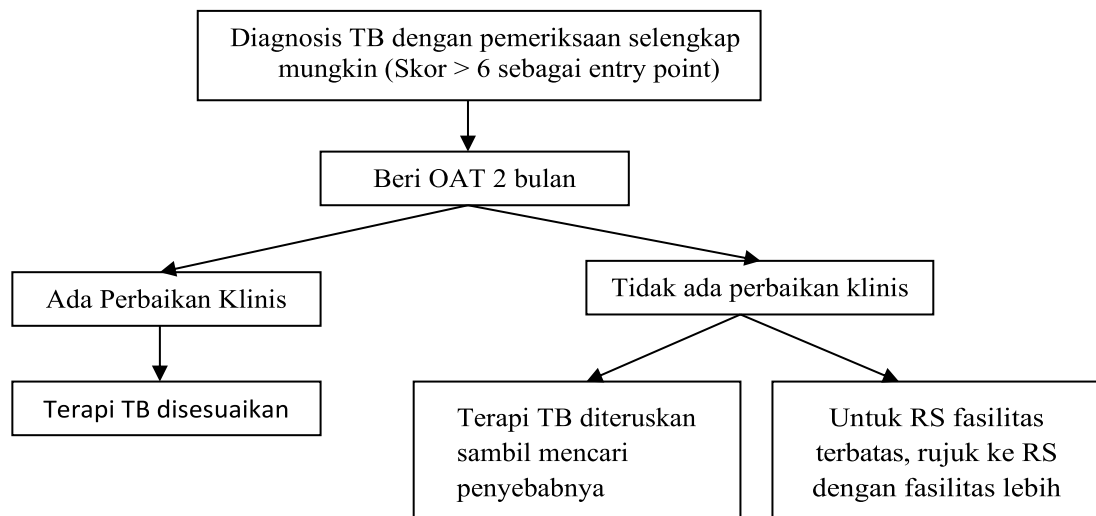 Diagnosis TB dengan pemeriksaan selengkap
mungkin (Skor > 6 sebagai entry point)
Beri OAT 2 bulan
Ada Perbaikan Klinis
Tidak ada perbaikan klinis
Terapi TB disesuaikan
Terapi TB diteruskan
sambil mencari
penyebabnya
Untuk RS fasilitas
terbatas, rujuk ke RS
dengan fasilitas lebih